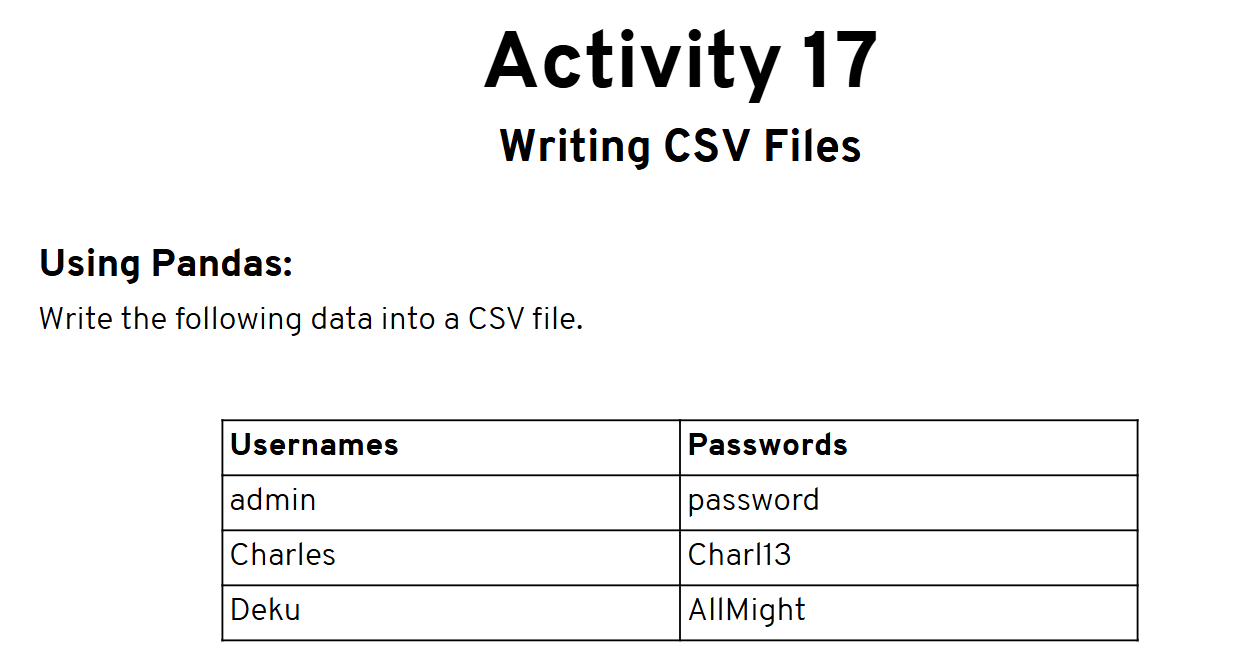 Activity 17
Writing CSV Files
Using Pandas:
Write the following data into a CSV file.
Usernames Passwords
admin password
Charles Charl13
Deku AllMight